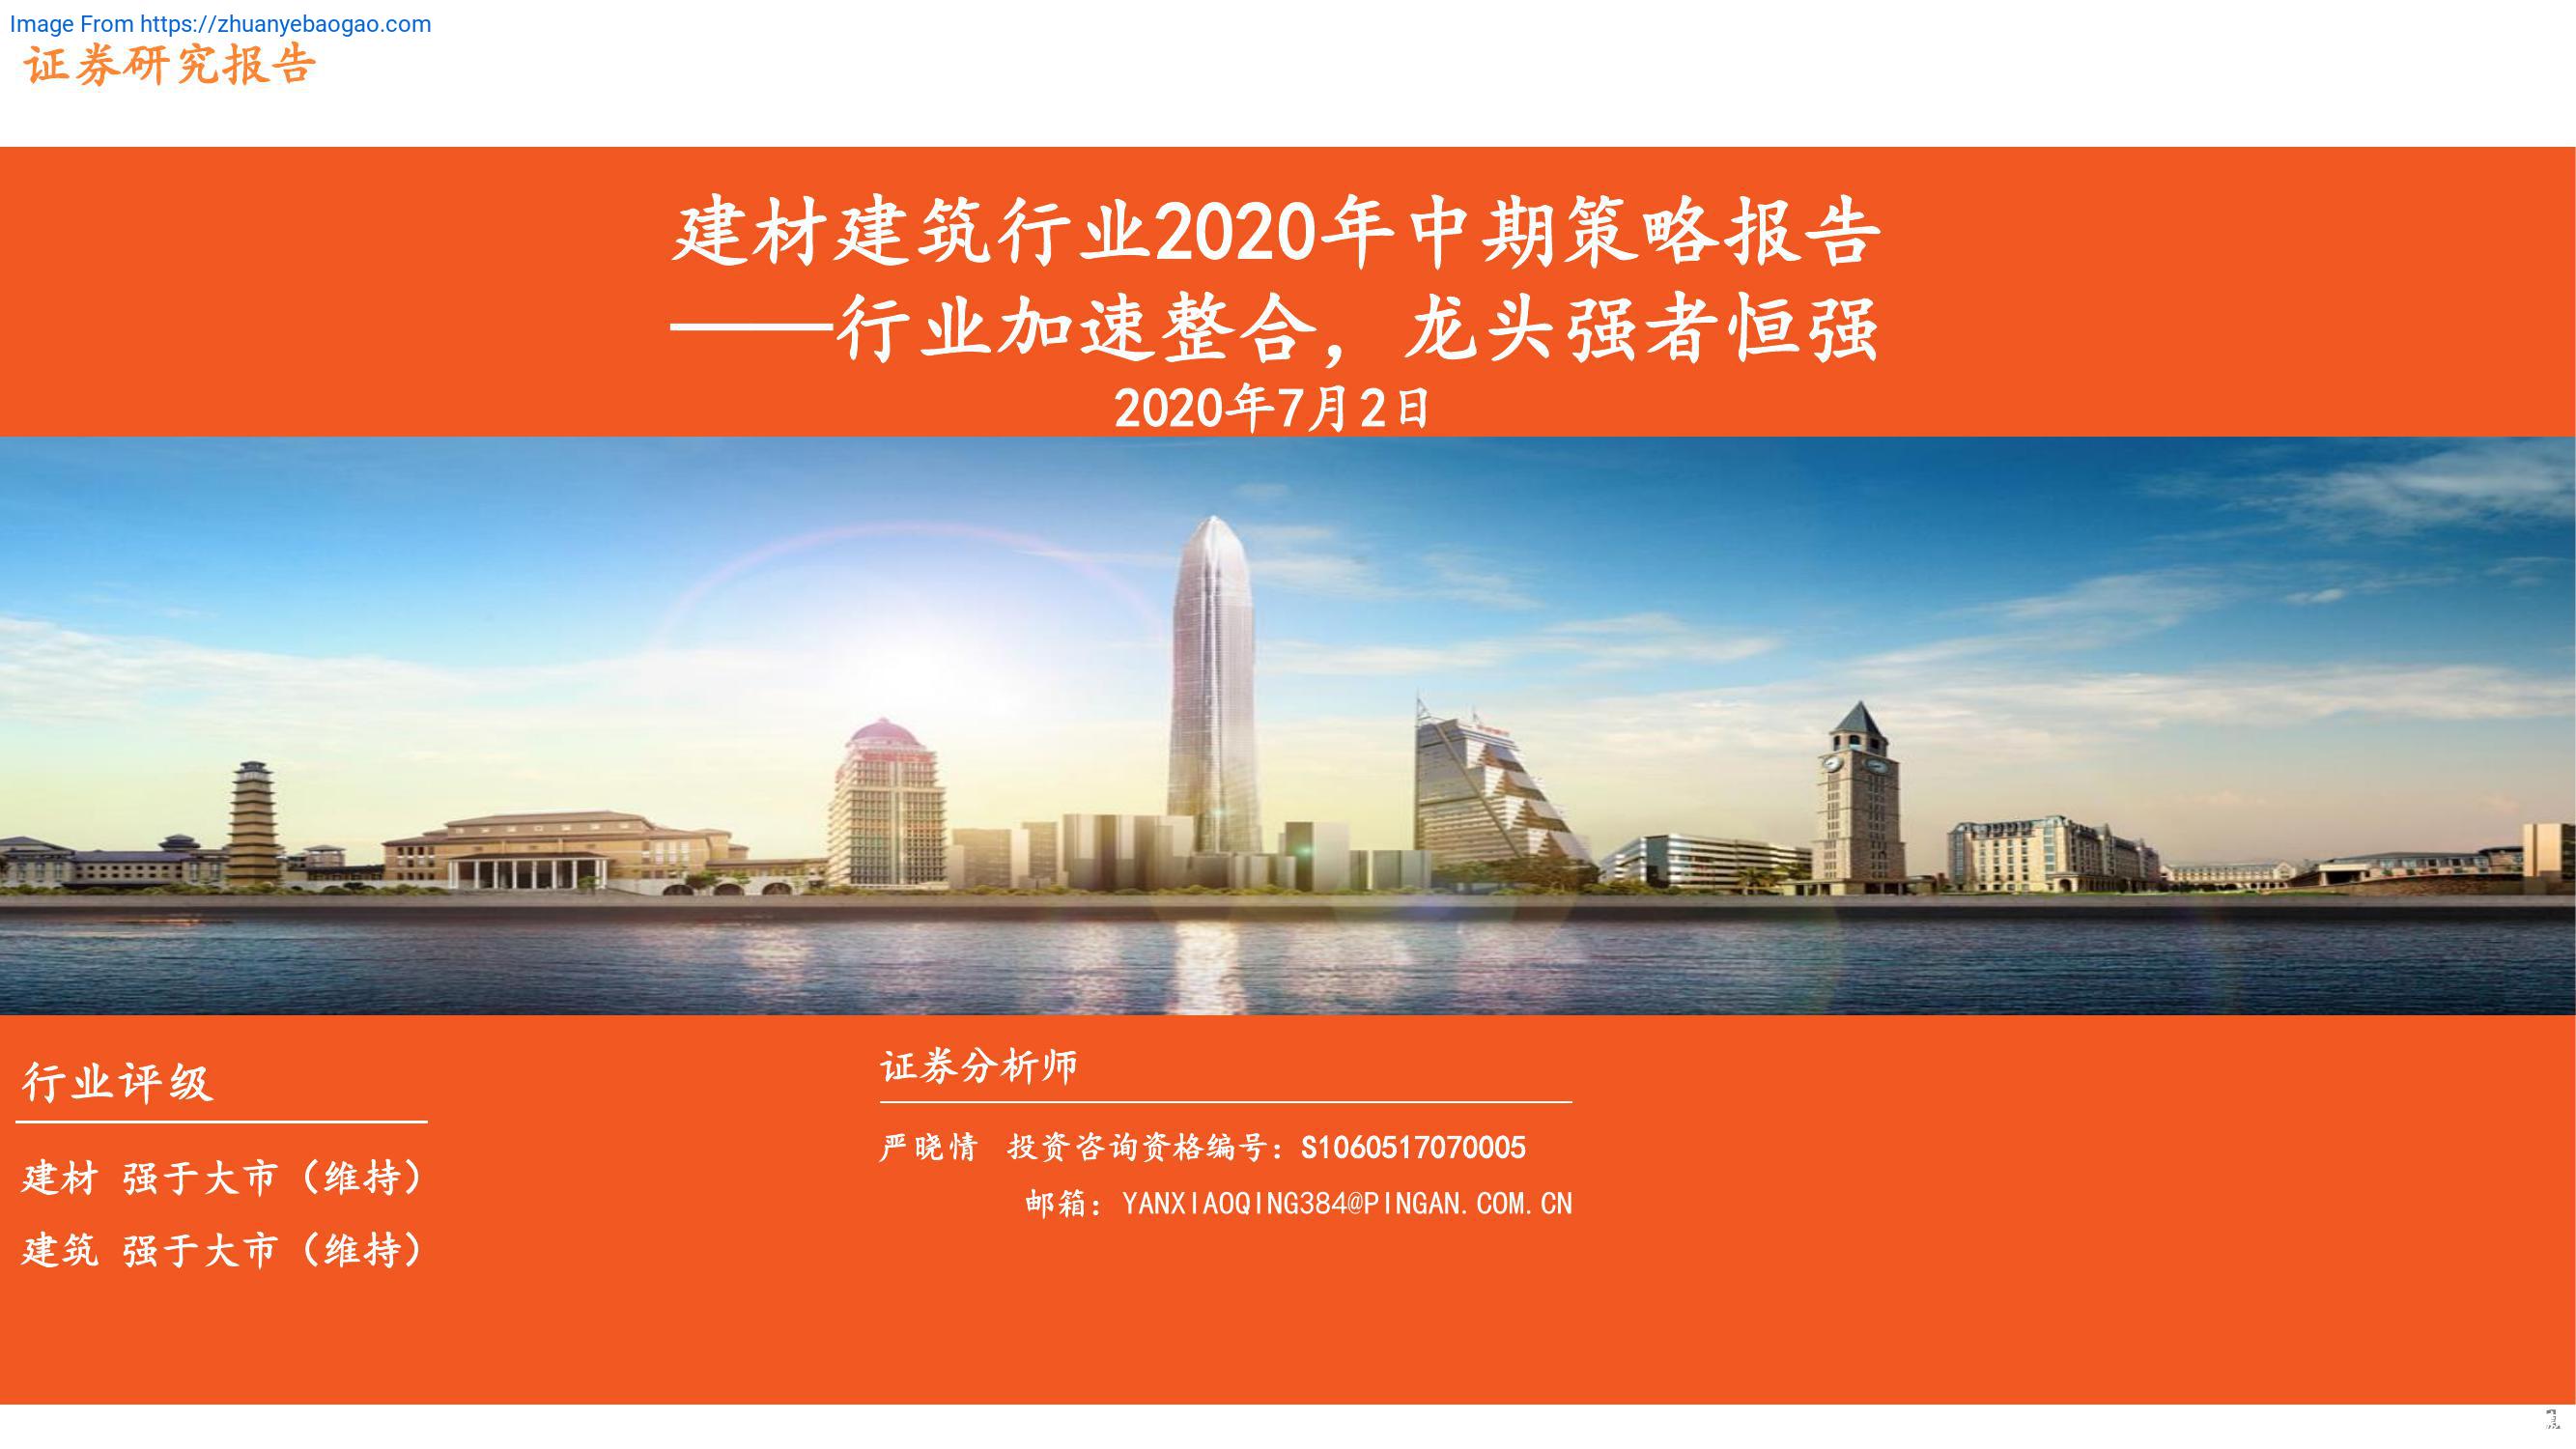 Image From https://zhuanyebaogao.com
证券研究报告
建材建筑行业2020年中期策略报告
——行业加速整合，龙头强者恒强
2020年7月2日
行业评级
建材 强于大市（维持）
建筑 强于大市（维持）
证券分析师
严晓情 投资咨询资格编号：S1060517070005
邮箱：YANXIAOQING384@PINGAN.COM.CN